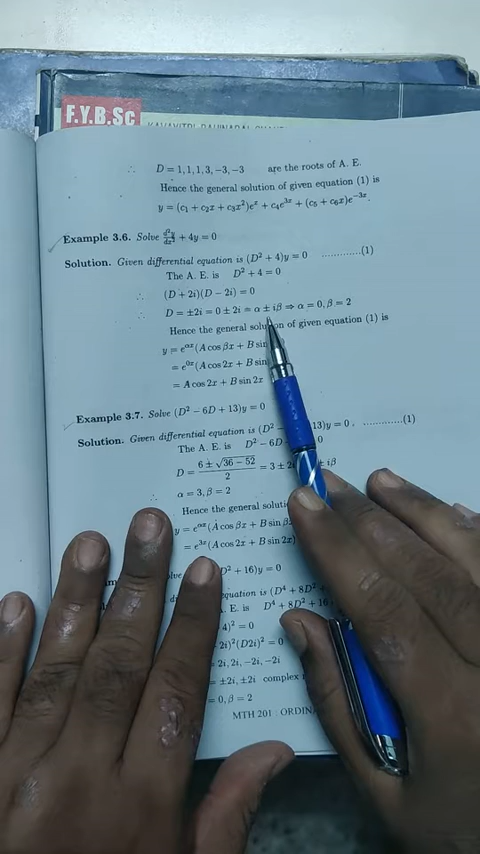 F.Y.B.Sc
∴ D = 1, 1, 1, 3, −3, −3 are the roots of A. E.
Hence the general solution of given equation (1) is
y = (c₁ + c₂x + c₃x²)eˣ + c₄e³ˣ + (c₅ + c₆x)e⁻³ˣ.
Example 3.6. Solve d²y/dx² + 4y = 0
Solution. Given differential equation is (D² + 4)y = 0 .............(1)
The A. E. is D² + 4 = 0
∴ (D + 2i)(D − 2i) = 0
∴ D = ±2i = 0 ± 2i = α ± iβ ⇒ α = 0, β = 2
Hence the general solution of given equation (1) is
y = e^{αx}(A cos βx + B sin
= e^{0x}(A cos 2x + B sin
= A cos 2x + B sin 2x
Example 3.7. Solve (D² − 6D + 13)y = 0
Solution. Given differential equation is (D² − 13)y = 0 . ............(1)
The A. E. is D² − 6D 0
D = (6 ± √(36 − 52))/2 = 3 ± 2 ± iβ
∴ α = 3, β = 2
Hence the general
y = e^{αx}(A cos βx + B sin β
= e^{3x}(A cos 2x + B sin 2x)
D² + 16)y = 0
equation is (D⁴ + 8D²
E. is D⁴ + 8D² + 16
4)² = 0
2i)²(D2i)² = 0
2i, 2i, −2i, −2i
= ±2i, ±2i complex
= 0, β = 2
MTH 201 : ORDIN